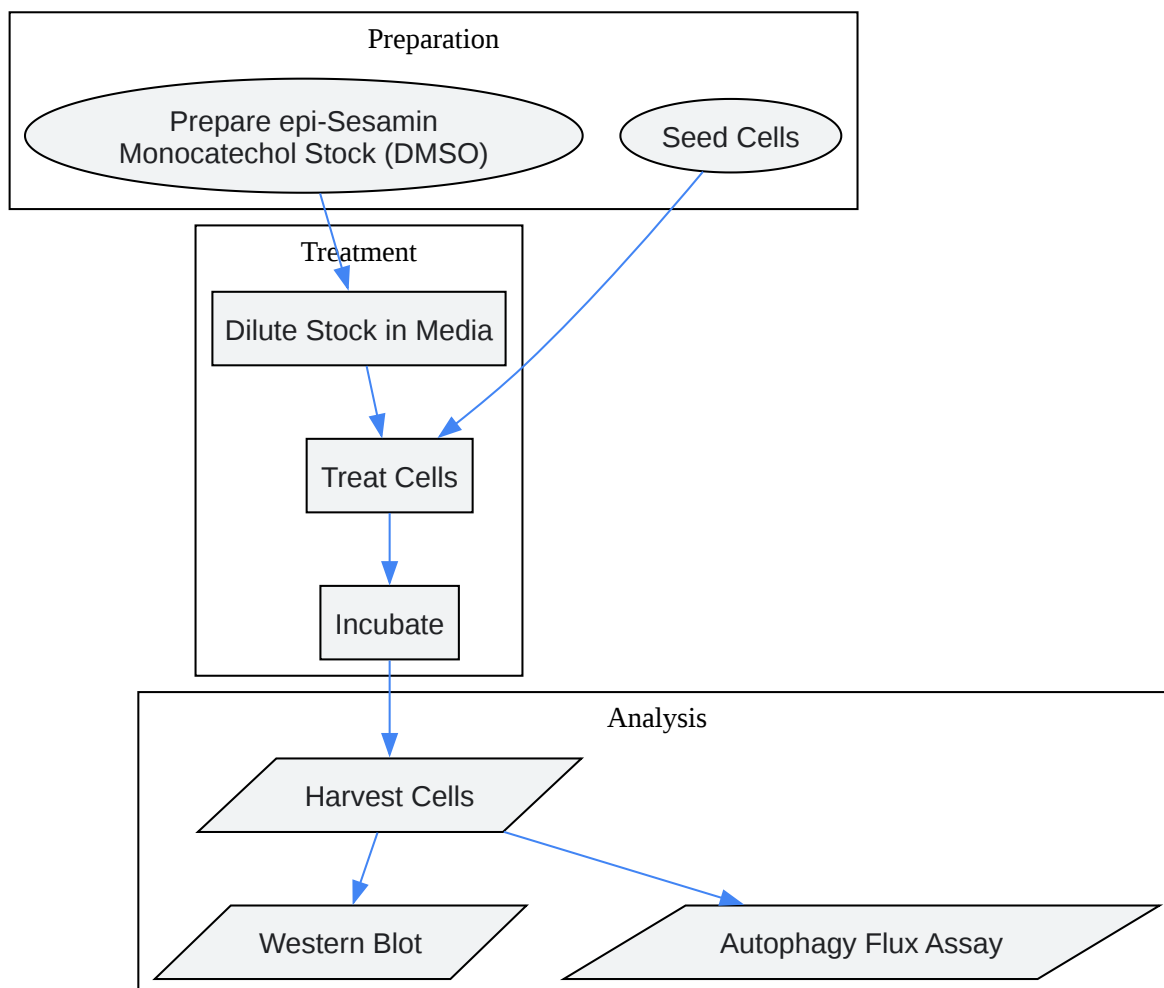 Preparation
Prepare epi-Sesamin
Monocatechol Stock (DMSO)
Seed Cells
Treatment
Dilute Stock in Media
Treat Cells
Incubate
Analysis
Harvest Cells
Western Blot
Autophagy Flux Assay